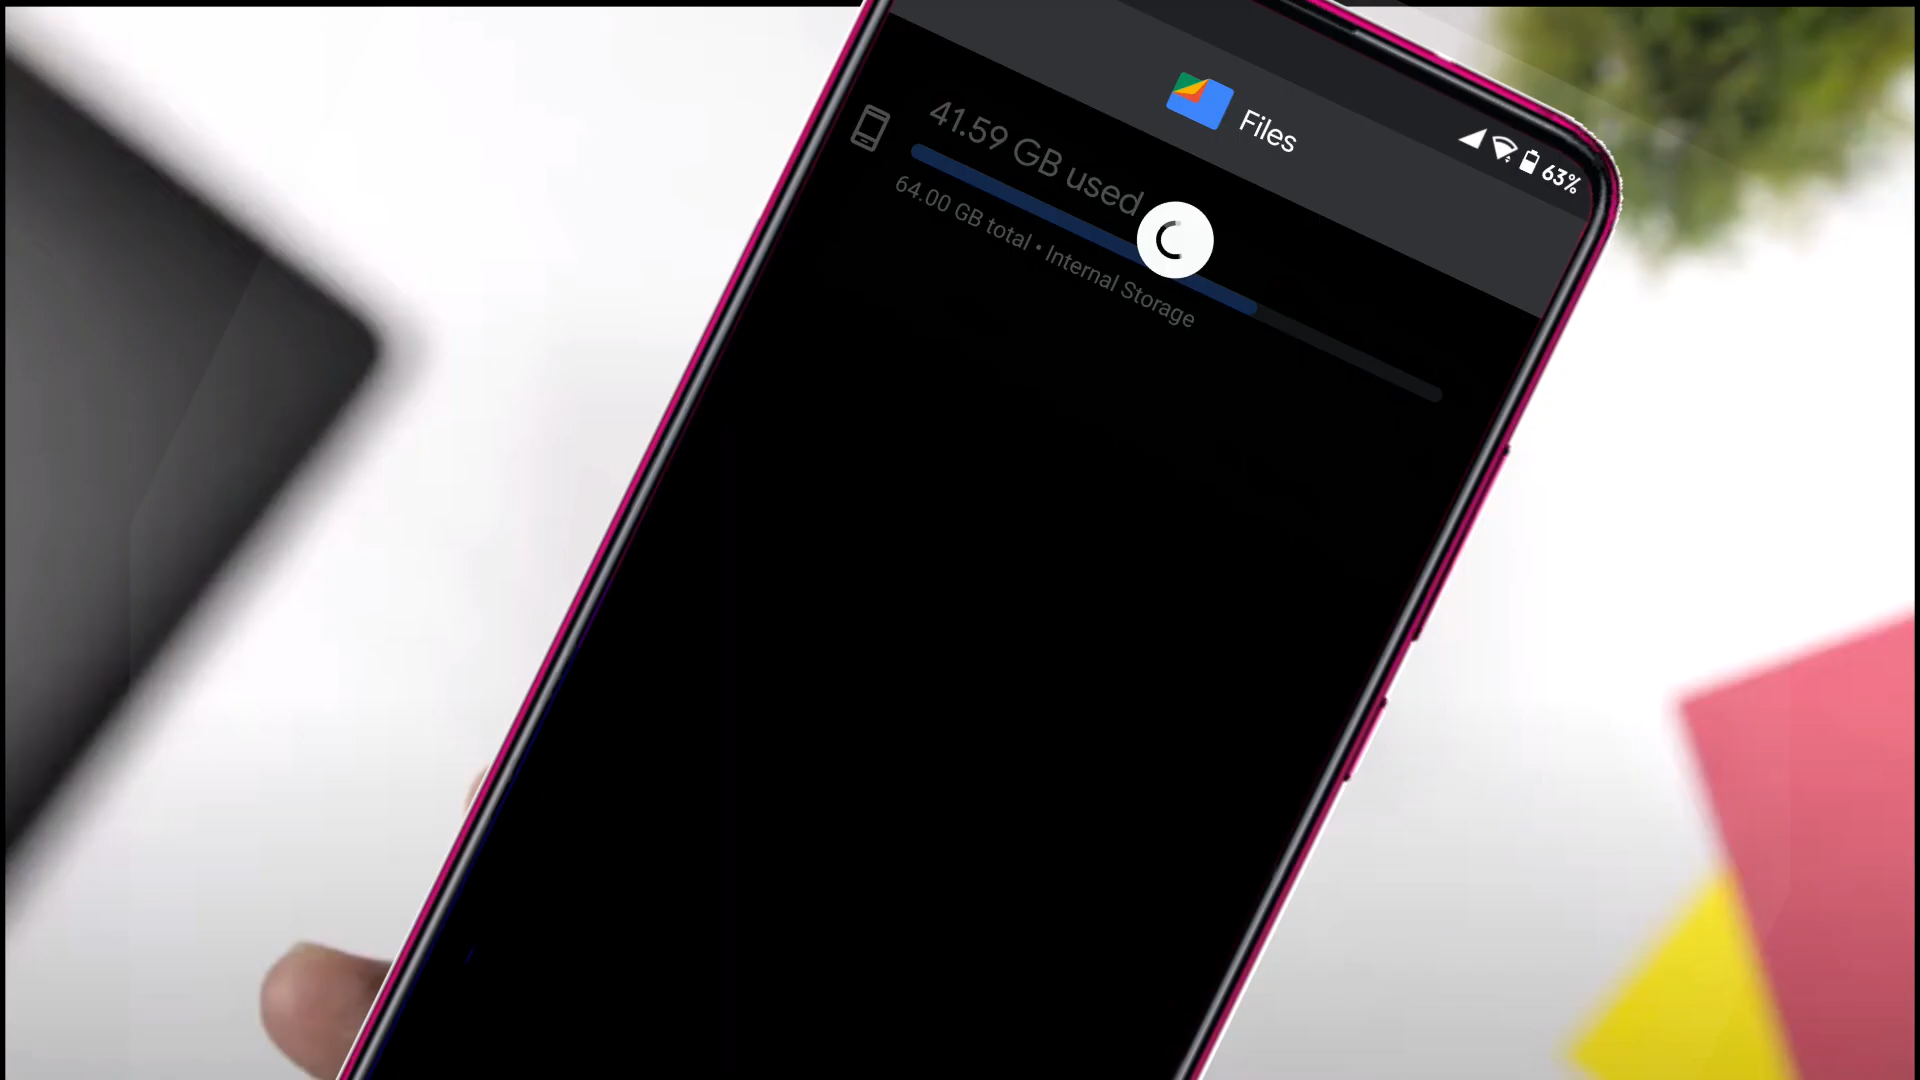 Files
63%
41.59 GB used
64.00 GB total • Internal Storage